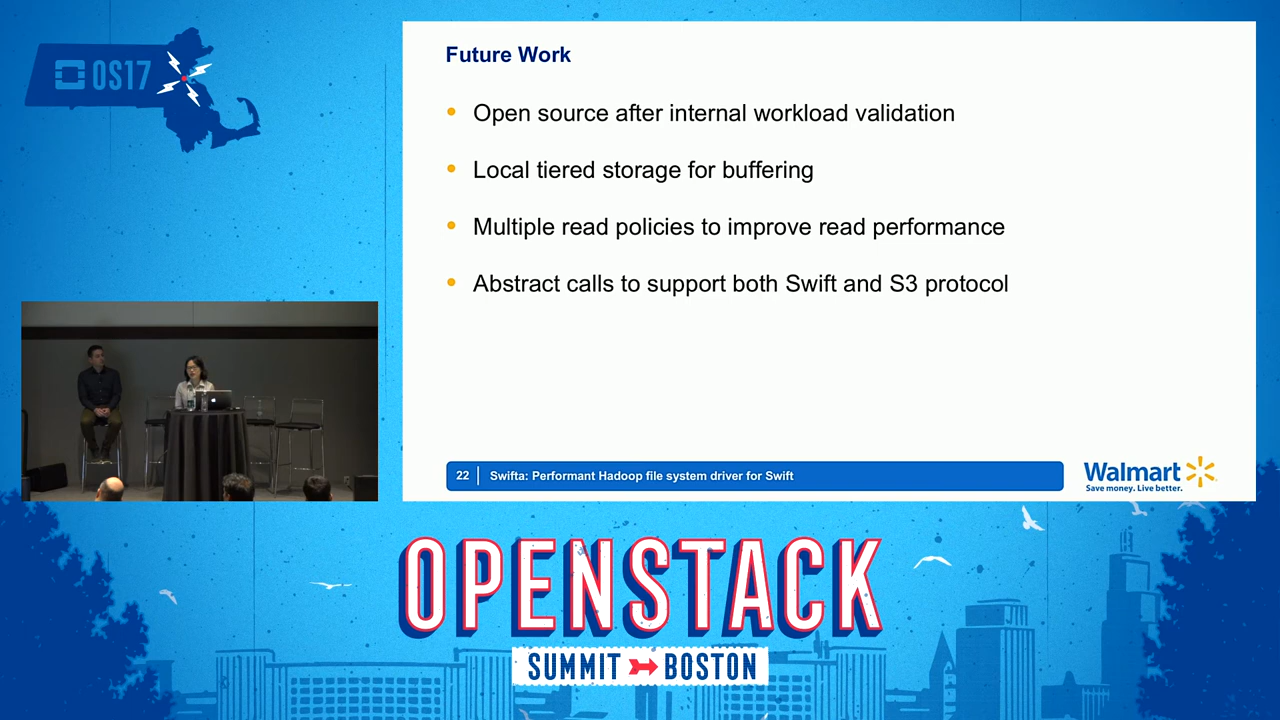 OS17
Future Work
Open source after internal workload validation
Local tiered storage for buffering
Multiple read policies to improve read performance
Abstract calls to support both Swift and S3 protocol
22
Swifta: Performant Hadoop file system driver for Swift
Walmart
Save money. Live better.
OPENSTACK
SUMMIT BOSTON